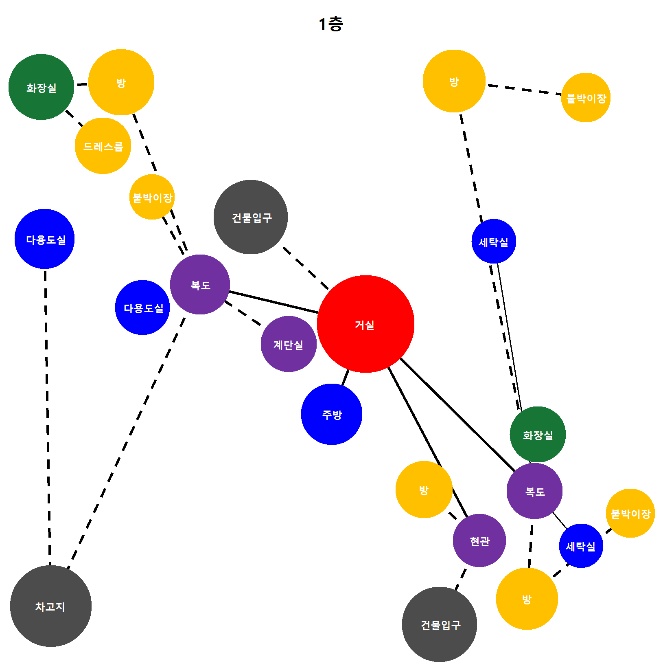 1층
화장실
방
드레스룸
붙박이장
건물입구
다용도실
다용도실
복도
계단실
거실
주방
방
붙박이장
세탁실
화장실
방
복도
붙박이장
현관
세탁실
차고지
건물입구
방